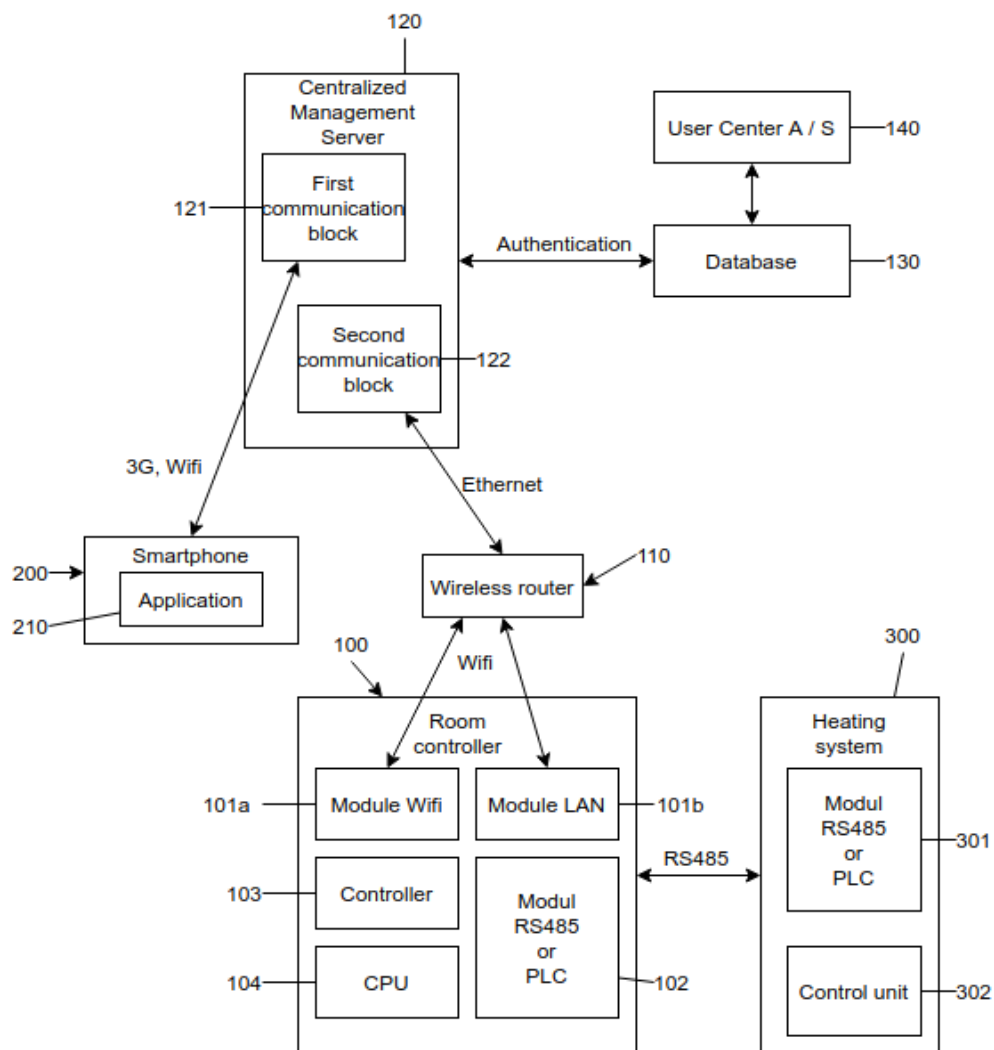 120
Centralized
Management
Server
User Center A / S
140
First
communication
block
121
Authentication
Database
130
Second
communication
block
122
3G, Wifi
Ethernet
Smartphone
200
Application
210
110
Wireless router
100
Wifi
300
Room
controller
Heating
system
101a
Module Wifi
Module LAN
101b
Modul
RS485
or
PLC
301
RS485
103
Controller
Modul
RS485
or
PLC
102
104
CPU
Control unit
302